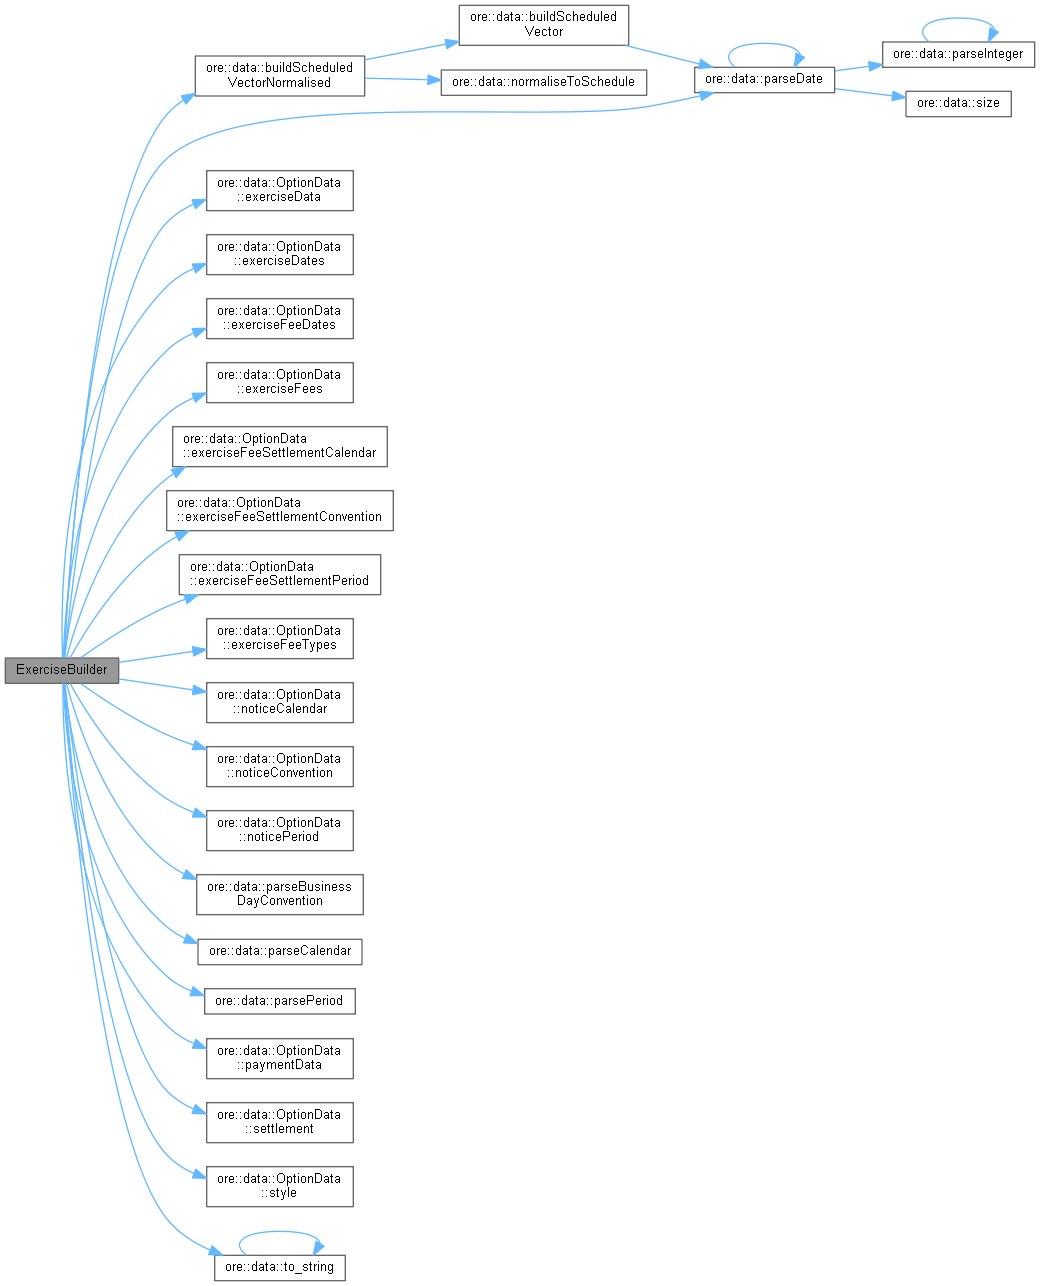 ore::data::buildScheduled
Vector
ore::data::parseInteger
ore::data::buildScheduled
VectorNormalised
ore::data::normaliseToSchedule
ore::data::parseDate
ore::data::size
ore::data::OptionData
::exerciseData
ore::data::OptionData
::exerciseDates
ore::data::OptionData
::exerciseFeeDates
ore::data::OptionData
::exerciseFees
ore::data::OptionData
::exerciseFeeSettlementCalendar
ore::data::OptionData
::exerciseFeeSettlementConvention
ore::data::OptionData
::exerciseFeeSettlementPeriod
ore::data::OptionData
::exerciseFeeTypes
ExerciseBuilder
ore::data::OptionData
::noticeCalendar
ore::data::OptionData
::noticeConvention
ore::data::OptionData
::noticePeriod
ore::data::parseBusiness
DayConvention
ore::data::parseCalendar
ore::data::parsePeriod
ore::data::OptionData
::paymentData
ore::data::OptionData
::settlement
ore::data::OptionData
::style
ore::data::to_string